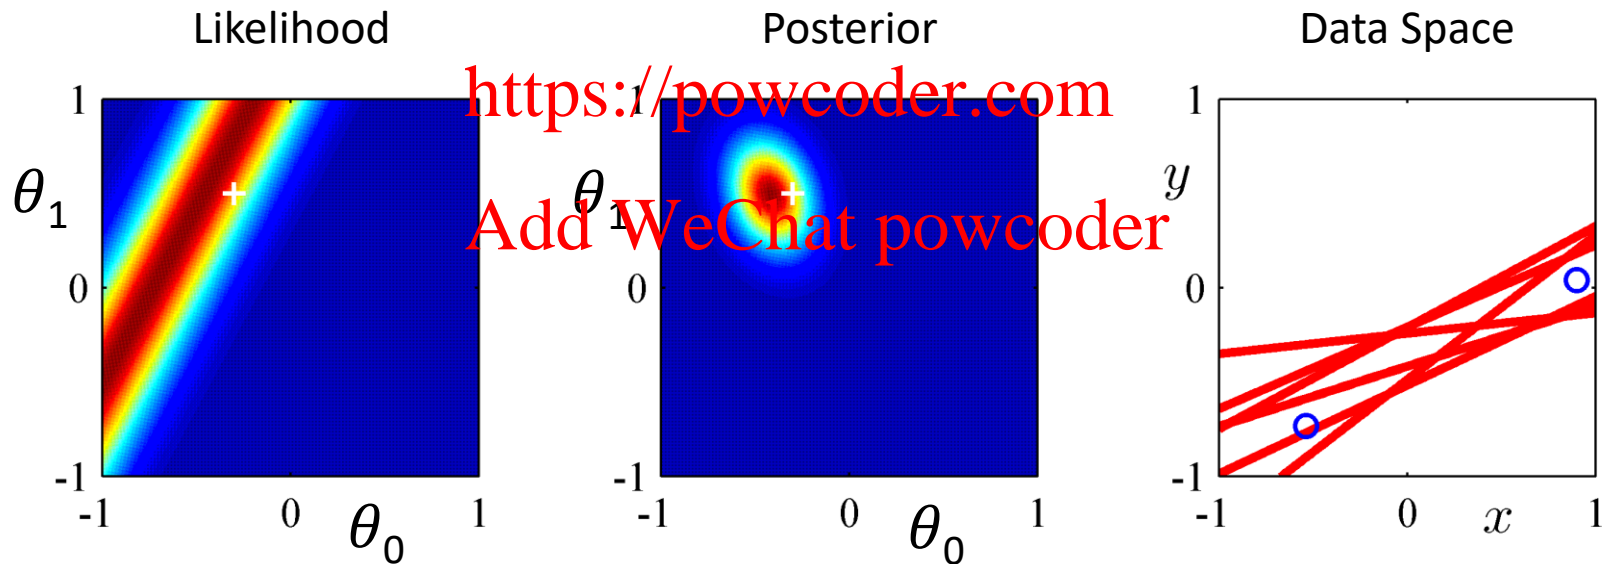 Likelihood Posterior Data Space
https://powcoder.com
1 1 1
θ1 θ1 y
Add WeChat powcoder
0 0 0
-1 -1 -1
-1 0 1 -1 0 1 -1 0 x 1
θ0 θ0